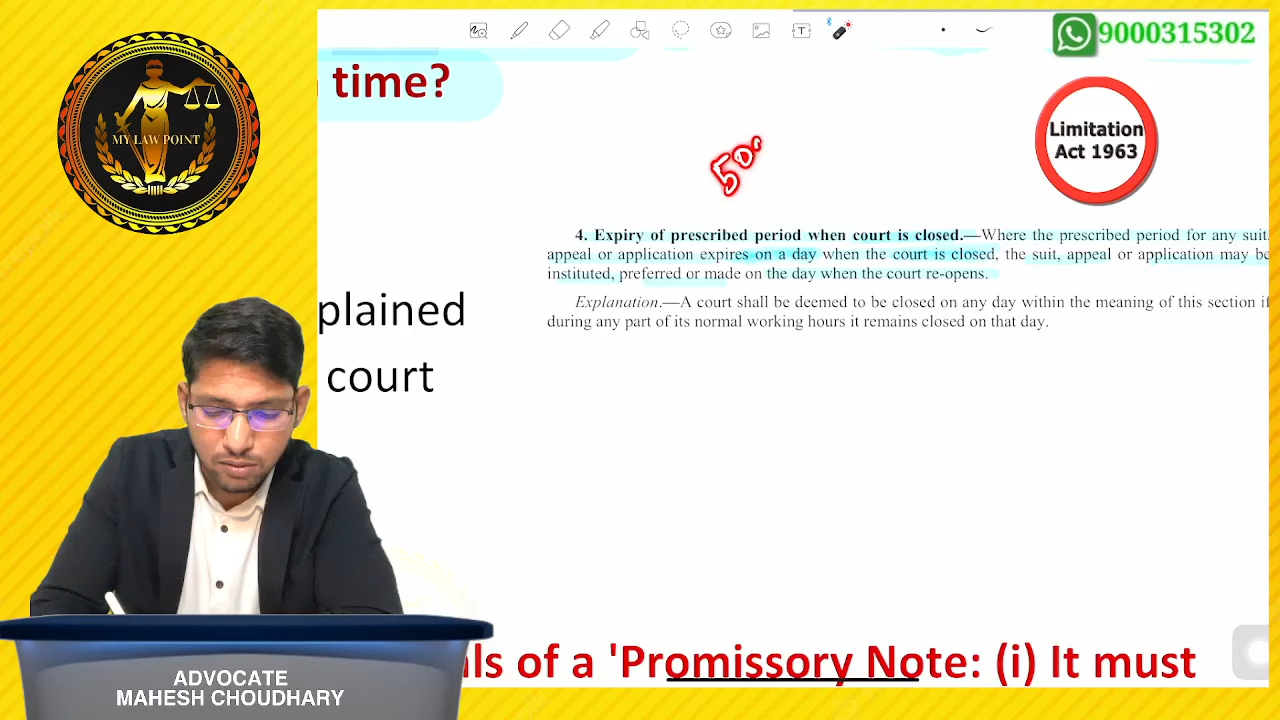 9000315302
time?
MY LAW POINT
Limitation
Act 1963
4. Expiry of prescribed period when court is closed.—Where the prescribed period for any suit,
appeal or application expires on a day when the court is closed, the suit, appeal or application may be
instituted, preferred or made on the day when the court re-opens.
Explanation.—A court shall be deemed to be closed on any day within the meaning of this section if
during any part of its normal working hours it remains closed on that day.
plained
court
ls of a 'Promissory Note: (i) It must
ADVOCATE
MAHESH CHOUDHARY